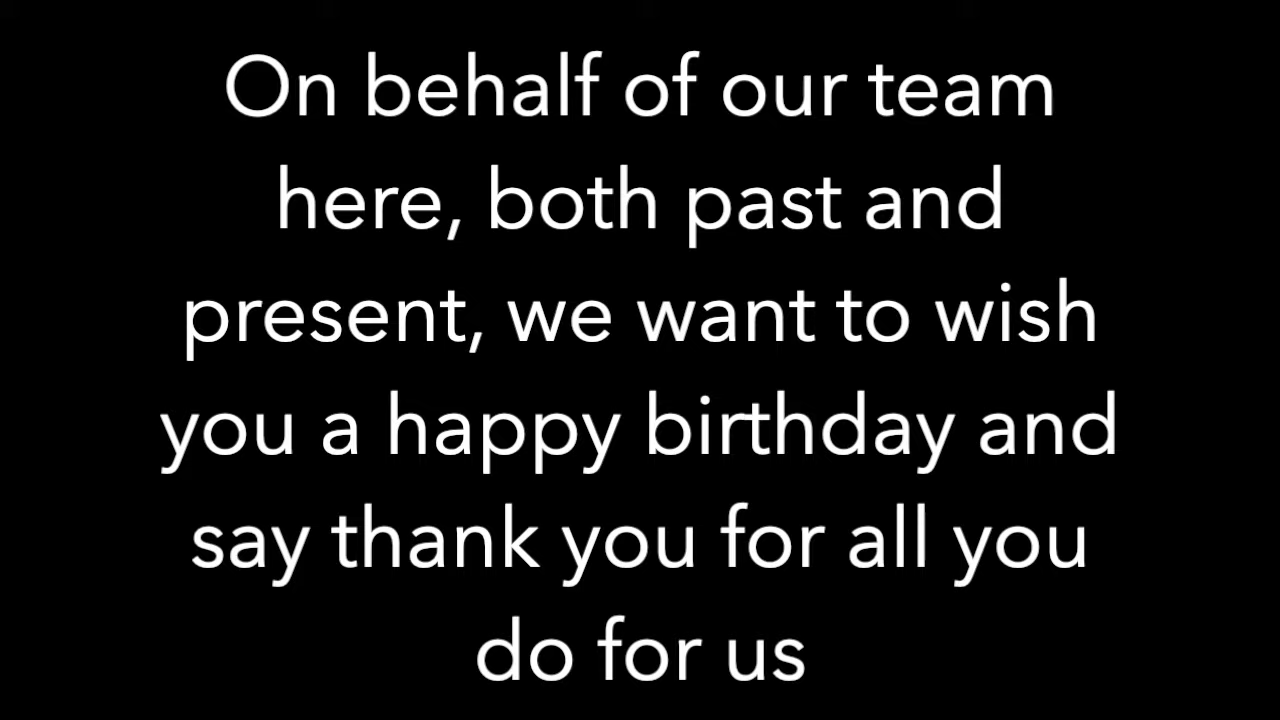 On behalf of our team
here, both past and
present, we want to wish
you a happy birthday and
say thank you for all you
do for us